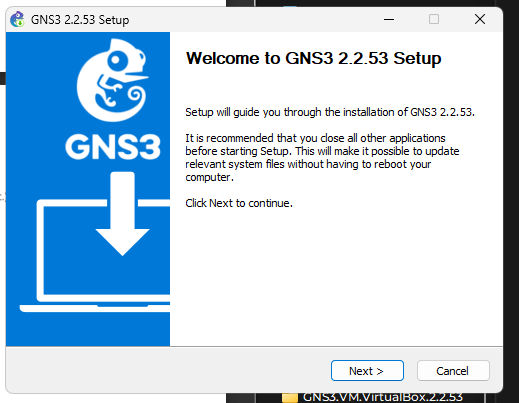 GNS3 2.2.53 Setup
Welcome to GNS3 2.2.53 Setup
GNS3
Setup will guide you through the installation of GNS3 2.2.53.
It is recommended that you close all other applications
before starting Setup. This will make it possible to update
relevant system files without having to reboot your
computer.
Click Next to continue.
Next >
Cancel
GNS3.VM.VirtualBox.2.2.53